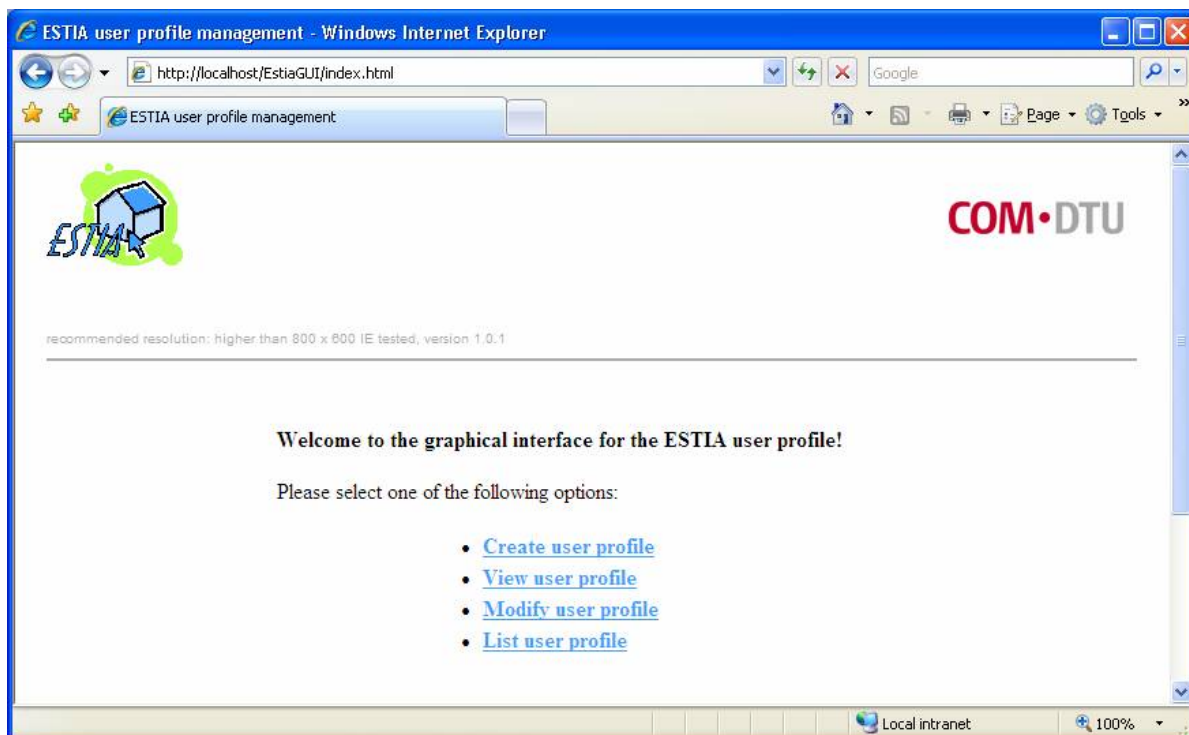 ESTIA user profile management - Windows Internet Explorer
http://localhost/EstiaGUI/index.html
Google
ESTIA user profile management
Page
Tools
»
ESTIA
COM•DTU
recommended resolution: higher than 800 x 600 IE tested, version 1.0.1
Welcome to the graphical interface for the ESTIA user profile!
Please select one of the following options:
• Create user profile
• View user profile
• Modify user profile
• List user profile
Local intranet
100%